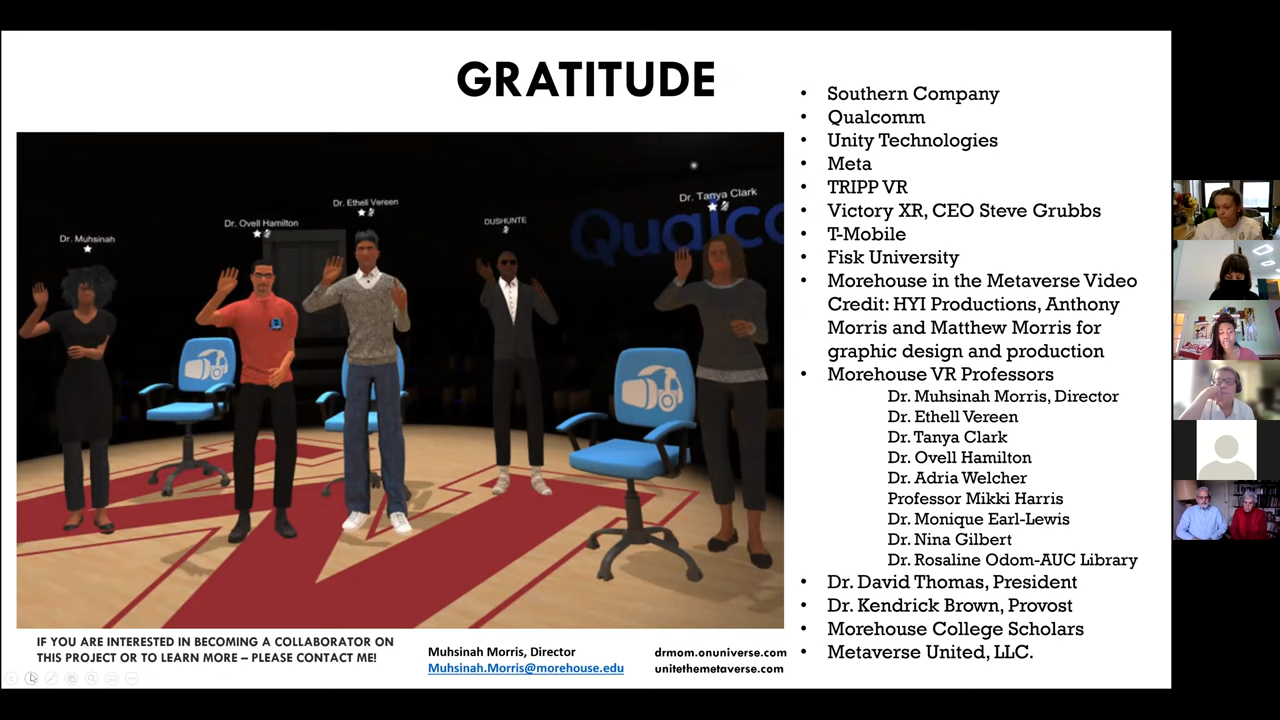 GRATITUDE
Dr. Muhsinah
Dr. Ovell Hamilton
Dr. Ethell Vereen
DUSHUNTE
Dr. Tanya Clark
Qualco
• Southern Company
• Qualcomm
• Unity Technologies
• Meta
• TRIPP VR
• Victory XR, CEO Steve Grubbs
• T-Mobile
• Fisk University
• Morehouse in the Metaverse Video
Credit: HYI Productions, Anthony
Morris and Matthew Morris for
graphic design and production
• Morehouse VR Professors
Dr. Muhsinah Morris, Director
Dr. Ethell Vereen
Dr. Tanya Clark
Dr. Ovell Hamilton
Dr. Adria Welcher
Professor Mikki Harris
Dr. Monique Earl-Lewis
Dr. Nina Gilbert
Dr. Rosaline Odom-AUC Library
• Dr. David Thomas, President
• Dr. Kendrick Brown, Provost
• Morehouse College Scholars
• Metaverse United, LLC.
IF YOU ARE INTERESTED IN BECOMING A COLLABORATOR ON
THIS PROJECT OR TO LEARN MORE – PLEASE CONTACT ME!
Muhsinah Morris, Director
Muhsinah.Morris@morehouse.edu
drmom.onuniverse.com
unitethemetaverse.com